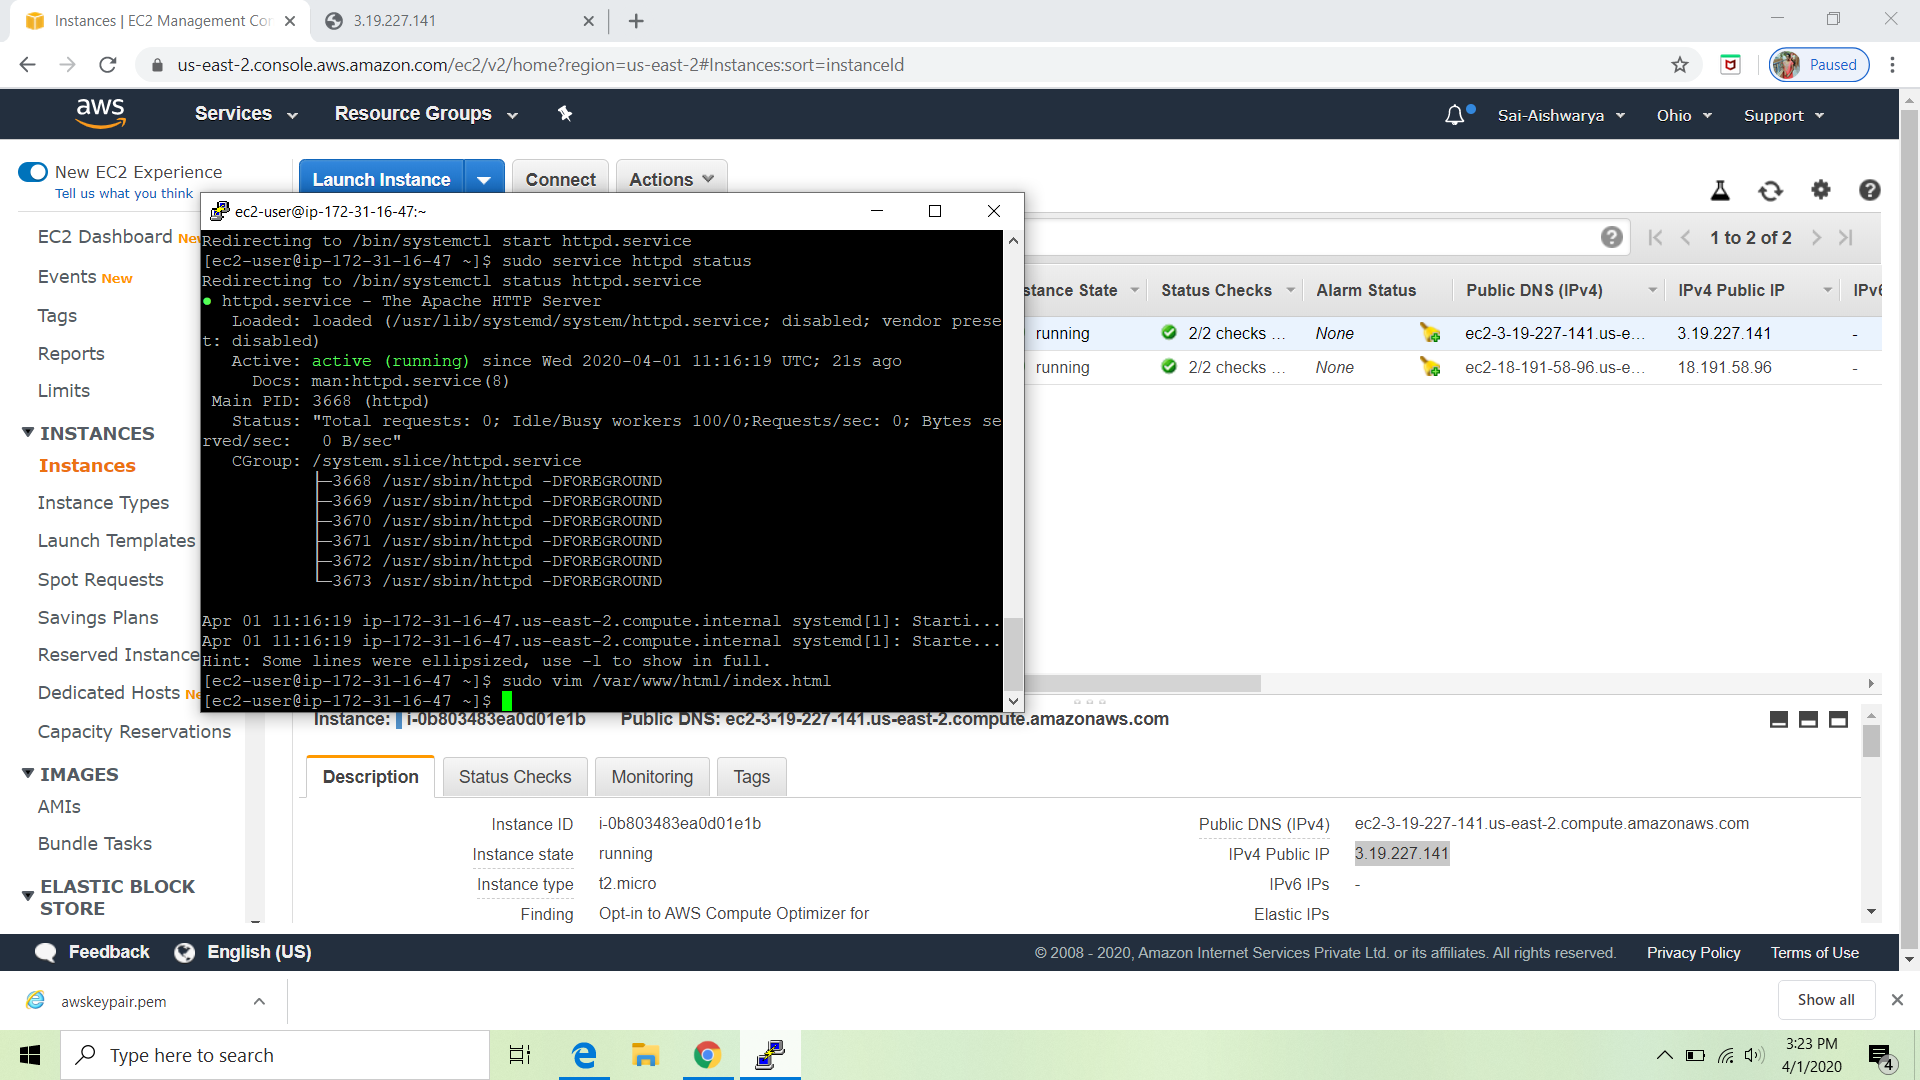 Instances | EC2 Management Con
3.19.227.141
us-east-2.console.aws.amazon.com/ec2/v2/home?region=us-east-2#Instances:sort=instanceId
Paused
aws
Services
Resource Groups
Sai-Aishwarya
Ohio
Support
New EC2 Experience
Tell us what you think
Launch Instance
Connect
Actions
EC2 Dashboard New
Events New
Tags
Reports
Limits
INSTANCES
Instances
Instance Types
Launch Templates
Spot Requests
Savings Plans
Reserved Instance
Dedicated Hosts Ne
Capacity Reservations
IMAGES
AMIs
Bundle Tasks
ELASTIC BLOCK
STORE
ec2-user@ip-172-31-16-47:~
Redirecting to /bin/systemctl start httpd.service
[ec2-user@ip-172-31-16-47 ~]$ sudo service httpd status
Redirecting to /bin/systemctl status httpd.service
● httpd.service - The Apache HTTP Server
Loaded: loaded (/usr/lib/systemd/system/httpd.service; disabled; vendor prese
t: disabled)
Active: active (running) since Wed 2020-04-01 11:16:19 UTC; 21s ago
Docs: man:httpd.service(8)
Main PID: 3668 (httpd)
Status: "Total requests: 0; Idle/Busy workers 100/0;Requests/sec: 0; Bytes se
rved/sec:   0 B/sec"
CGroup: /system.slice/httpd.service
├─3668 /usr/sbin/httpd -DFOREGROUND
├─3669 /usr/sbin/httpd -DFOREGROUND
├─3670 /usr/sbin/httpd -DFOREGROUND
├─3671 /usr/sbin/httpd -DFOREGROUND
├─3672 /usr/sbin/httpd -DFOREGROUND
└─3673 /usr/sbin/httpd -DFOREGROUND
Apr 01 11:16:19 ip-172-31-16-47.us-east-2.compute.internal systemd[1]: Starti...
Apr 01 11:16:19 ip-172-31-16-47.us-east-2.compute.internal systemd[1]: Starte...
Hint: Some lines were ellipsized, use -l to show in full.
[ec2-user@ip-172-31-16-47 ~]$ sudo vim /var/www/html/index.html
[ec2-user@ip-172-31-16-47 ~]$
1 to 2 of 2
stance State
Status Checks
Alarm Status
Public DNS (IPv4)
IPv4 Public IP
IPv6
running
2/2 checks ...
None
ec2-3-19-227-141.us-e...
3.19.227.141
-
running
2/2 checks ...
None
ec2-18-191-58-96.us-e...
18.191.58.96
-
Instance: i-0b803483ea0d01e1b
Public DNS: ec2-3-19-227-141.us-east-2.compute.amazonaws.com
Description
Status Checks
Monitoring
Tags
Instance ID
i-0b803483ea0d01e1b
Public DNS (IPv4)
ec2-3-19-227-141.us-east-2.compute.amazonaws.com
Instance state
running
IPv4 Public IP
3.19.227.141
Instance type
t2.micro
IPv6 IPs
-
Finding
Opt-in to AWS Compute Optimizer for
Elastic IPs
Feedback
English (US)
© 2008 - 2020, Amazon Internet Services Private Ltd. or its affiliates. All rights reserved.
Privacy Policy
Terms of Use
awskeypair.pem
Show all
Type here to search
3:23 PM
4/1/2020
4